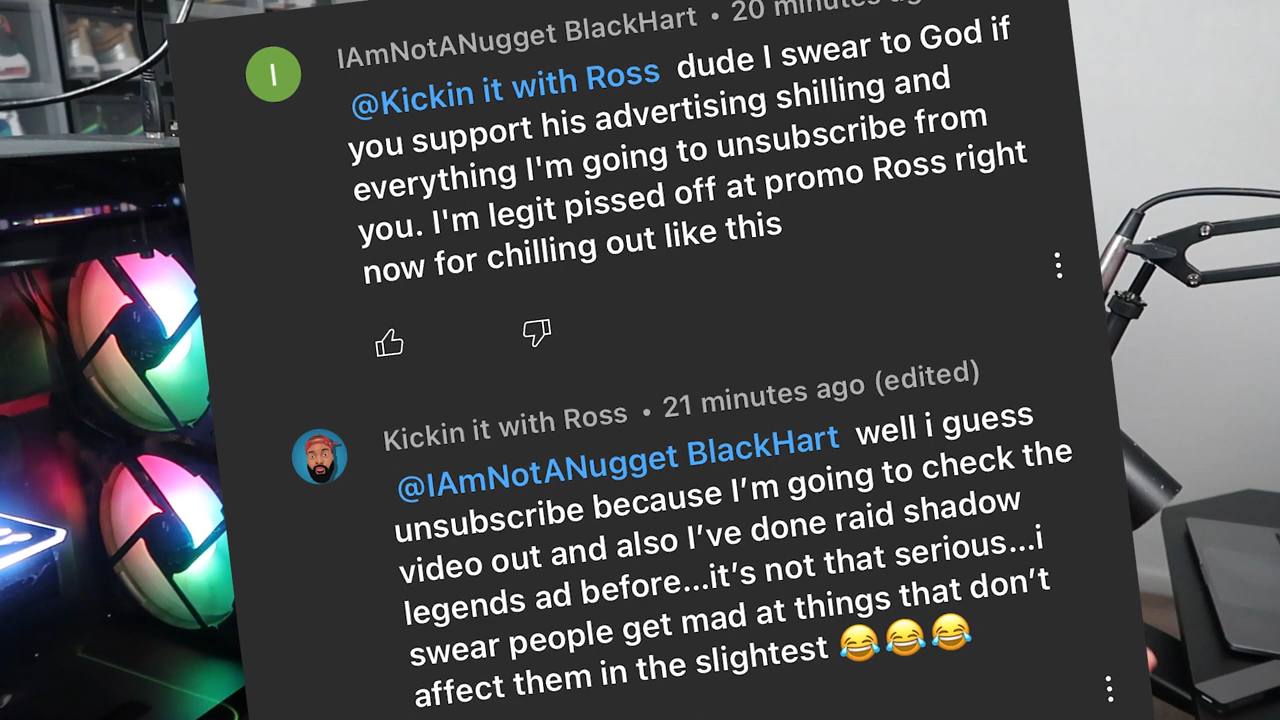 IAmNotANugget BlackHart • 20 minutes ag
I
@Kickin it with Ross dude I swear to God if
you support his advertising shilling and
everything I'm going to unsubscribe from
you. I'm legit pissed off at promo Ross right
now for chilling out like this
Kickin it with Ross • 21 minutes ago (edited)
@IAmNotANugget BlackHart well i guess
unsubscribe because I’m going to check the
video out and also I’ve done raid shadow
legends ad before...it’s not that serious...i
swear people get mad at things that don’t
affect them in the slightest 😂😂😂